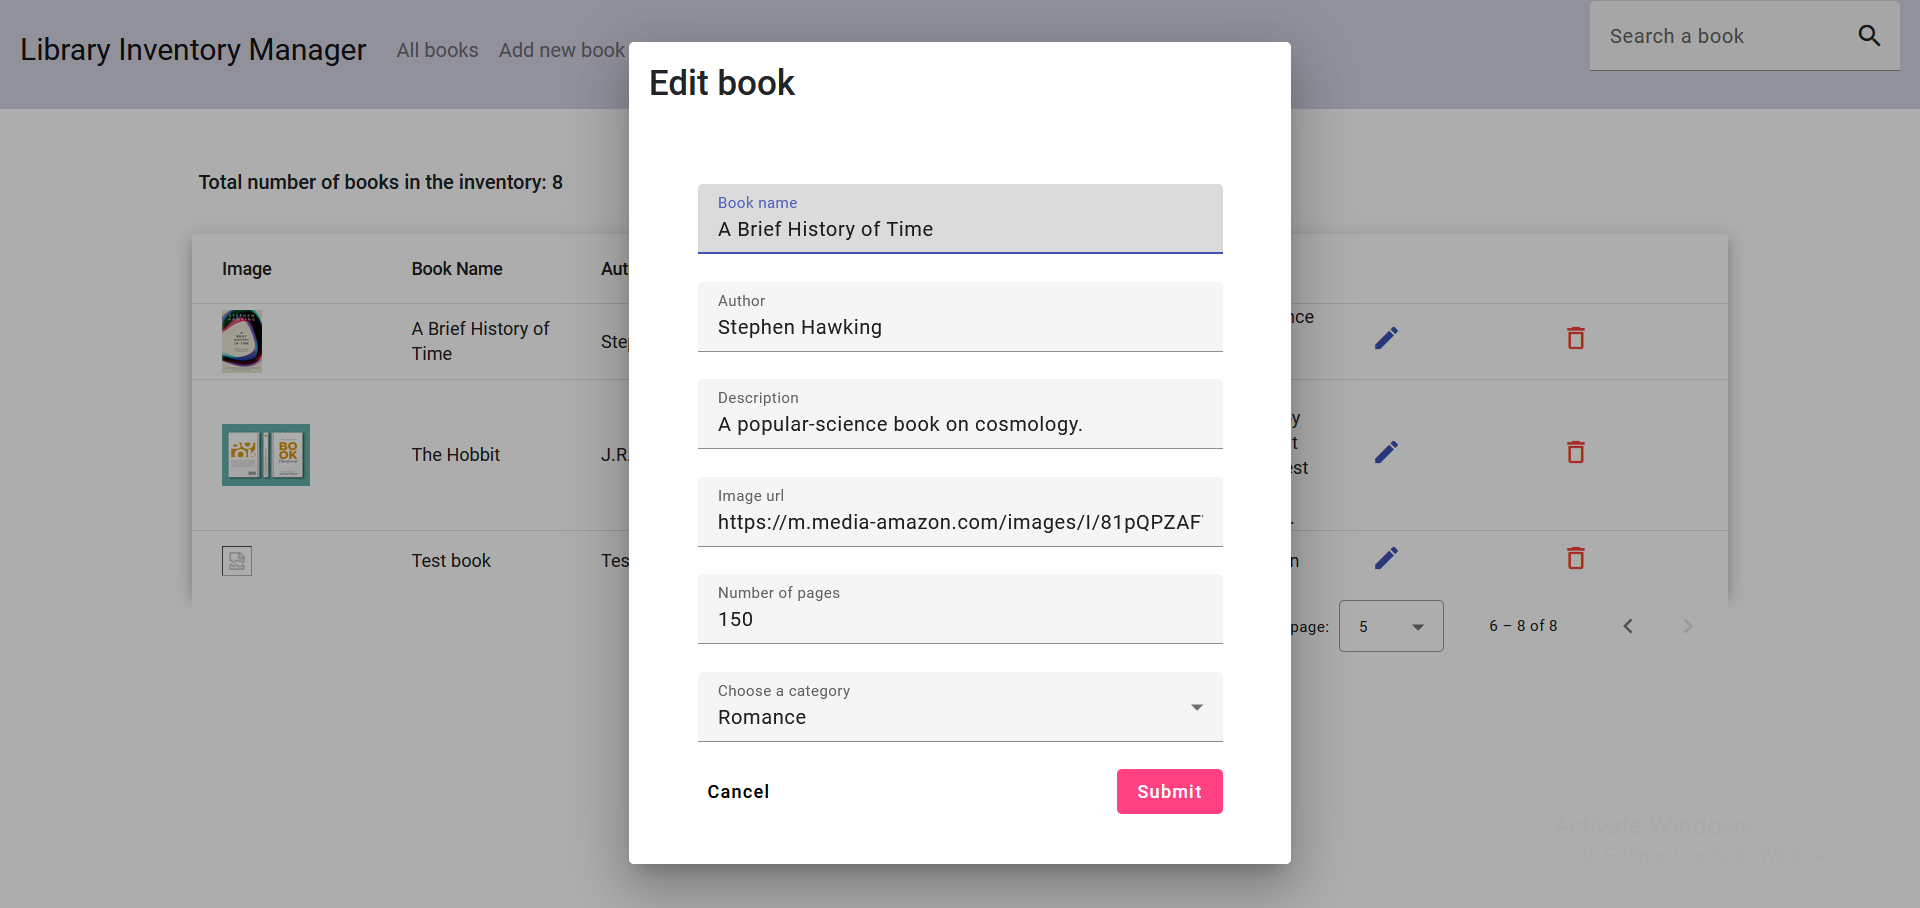 Library Inventory Manager
All books
Add new book
Search a book
Edit book
Total number of books in the inventory: 8
Book name
A Brief History of Time
Author
Stephen Hawking
Description
A popular-science book on cosmology.
Image url
https://m.media-amazon.com/images/I/81pQPZAF
Number of pages
150
Choose a category
Romance
Cancel
Submit
Image
Book Name
Aut
A Brief History of
Time
Ste
nce
BO
OK
The Hobbit
J.R.
y
t
est
Test book
Tes
n
page:
5
6 – 8 of 8
Activate Windows
Go to Settings to activate Windows.